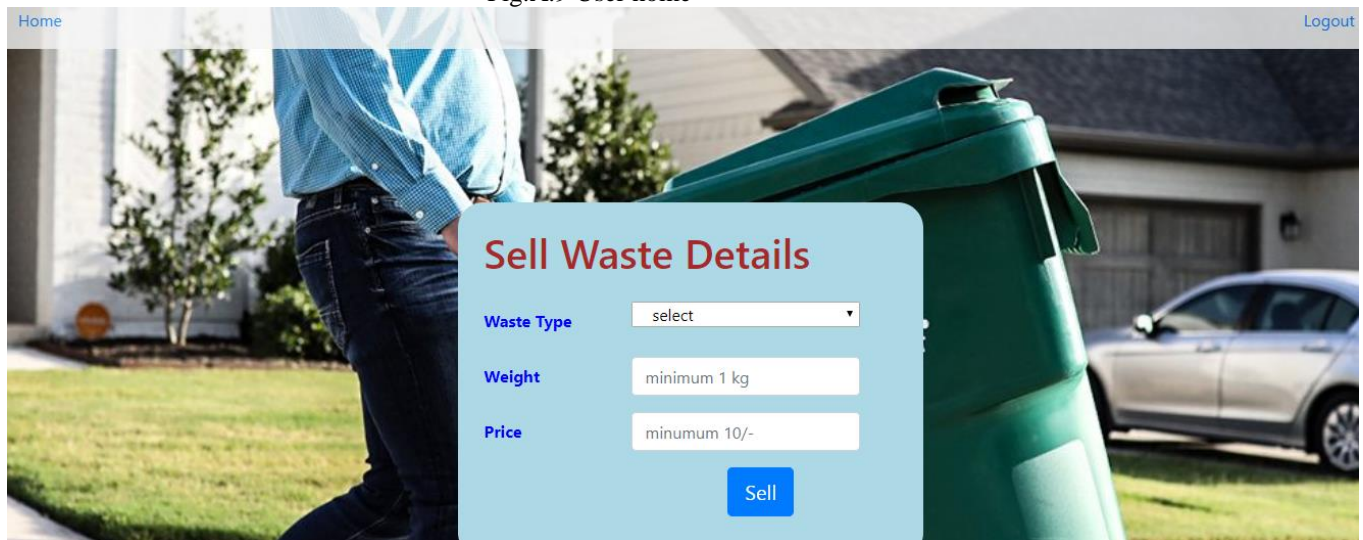 Home Logout
Sell Waste Details
Waste Type select
Weight minimum 1 kg
Price minumum 10/-
Sell